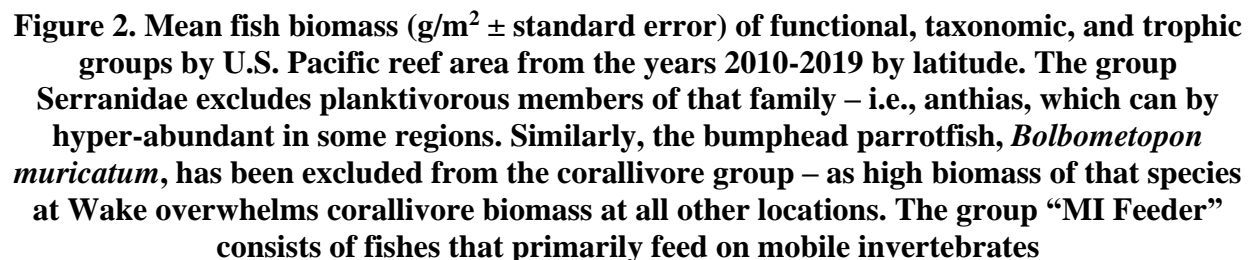 Figure 2. Mean fish biomass (g/m² ± standard error) of functional, taxonomic, and trophic
groups by U.S. Pacific reef area from the years 2010-2019 by latitude. The group
Serranidae excludes planktivorous members of that family – i.e., anthias, which can by
hyper-abundant in some regions. Similarly, the bumphead parrotfish, Bolbometopon
muricatum, has been excluded from the corallivore group – as high biomass of that species
at Wake overwhelms corallivore biomass at all other locations. The group “MI Feeder”
consists of fishes that primarily feed on mobile invertebrates